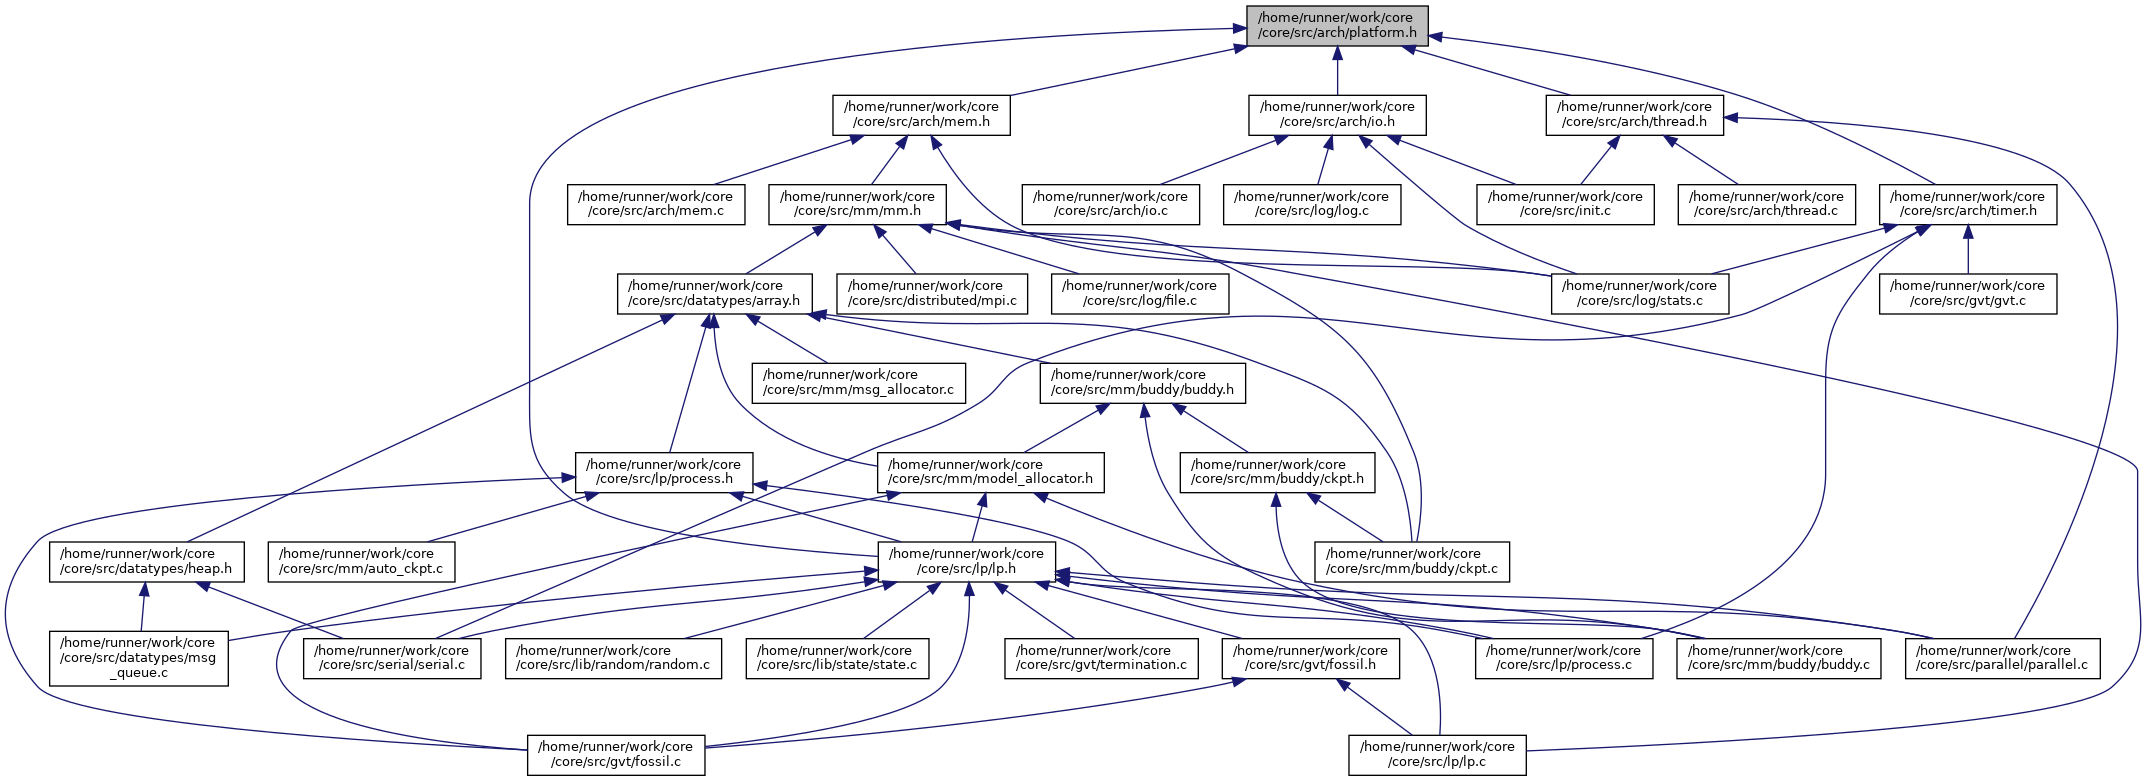 /home/runner/work/core
/core/src/arch/platform.h
/home/runner/work/core
/core/src/arch/mem.h
/home/runner/work/core
/core/src/arch/io.h
/home/runner/work/core
/core/src/arch/thread.h
/home/runner/work/core
/core/src/arch/mem.c
/home/runner/work/core
/core/src/mm/mm.h
/home/runner/work/core
/core/src/arch/io.c
/home/runner/work/core
/core/src/log/log.c
/home/runner/work/core
/core/src/init.c
/home/runner/work/core
/core/src/arch/thread.c
/home/runner/work/core
/core/src/arch/timer.h
/home/runner/work/core
/core/src/datatypes/array.h
/home/runner/work/core
/core/src/distributed/mpi.c
/home/runner/work/core
/core/src/log/file.c
/home/runner/work/core
/core/src/log/stats.c
/home/runner/work/core
/core/src/gvt/gvt.c
/home/runner/work/core
/core/src/mm/msg_allocator.c
/home/runner/work/core
/core/src/mm/buddy/buddy.h
/home/runner/work/core
/core/src/lp/process.h
/home/runner/work/core
/core/src/mm/model_allocator.h
/home/runner/work/core
/core/src/mm/buddy/ckpt.h
/home/runner/work/core
/core/src/datatypes/heap.h
/home/runner/work/core
/core/src/mm/auto_ckpt.c
/home/runner/work/core
/core/src/lp/lp.h
/home/runner/work/core
/core/src/mm/buddy/ckpt.c
/home/runner/work/core
/core/src/datatypes/msg
_queue.c
/home/runner/work/core
/core/src/serial/serial.c
/home/runner/work/core
/core/src/lib/random/random.c
/home/runner/work/core
/core/src/lib/state/state.c
/home/runner/work/core
/core/src/gvt/termination.c
/home/runner/work/core
/core/src/gvt/fossil.h
/home/runner/work/core
/core/src/lp/process.c
/home/runner/work/core
/core/src/mm/buddy/buddy.c
/home/runner/work/core
/core/src/parallel/parallel.c
/home/runner/work/core
/core/src/gvt/fossil.c
/home/runner/work/core
/core/src/lp/lp.c